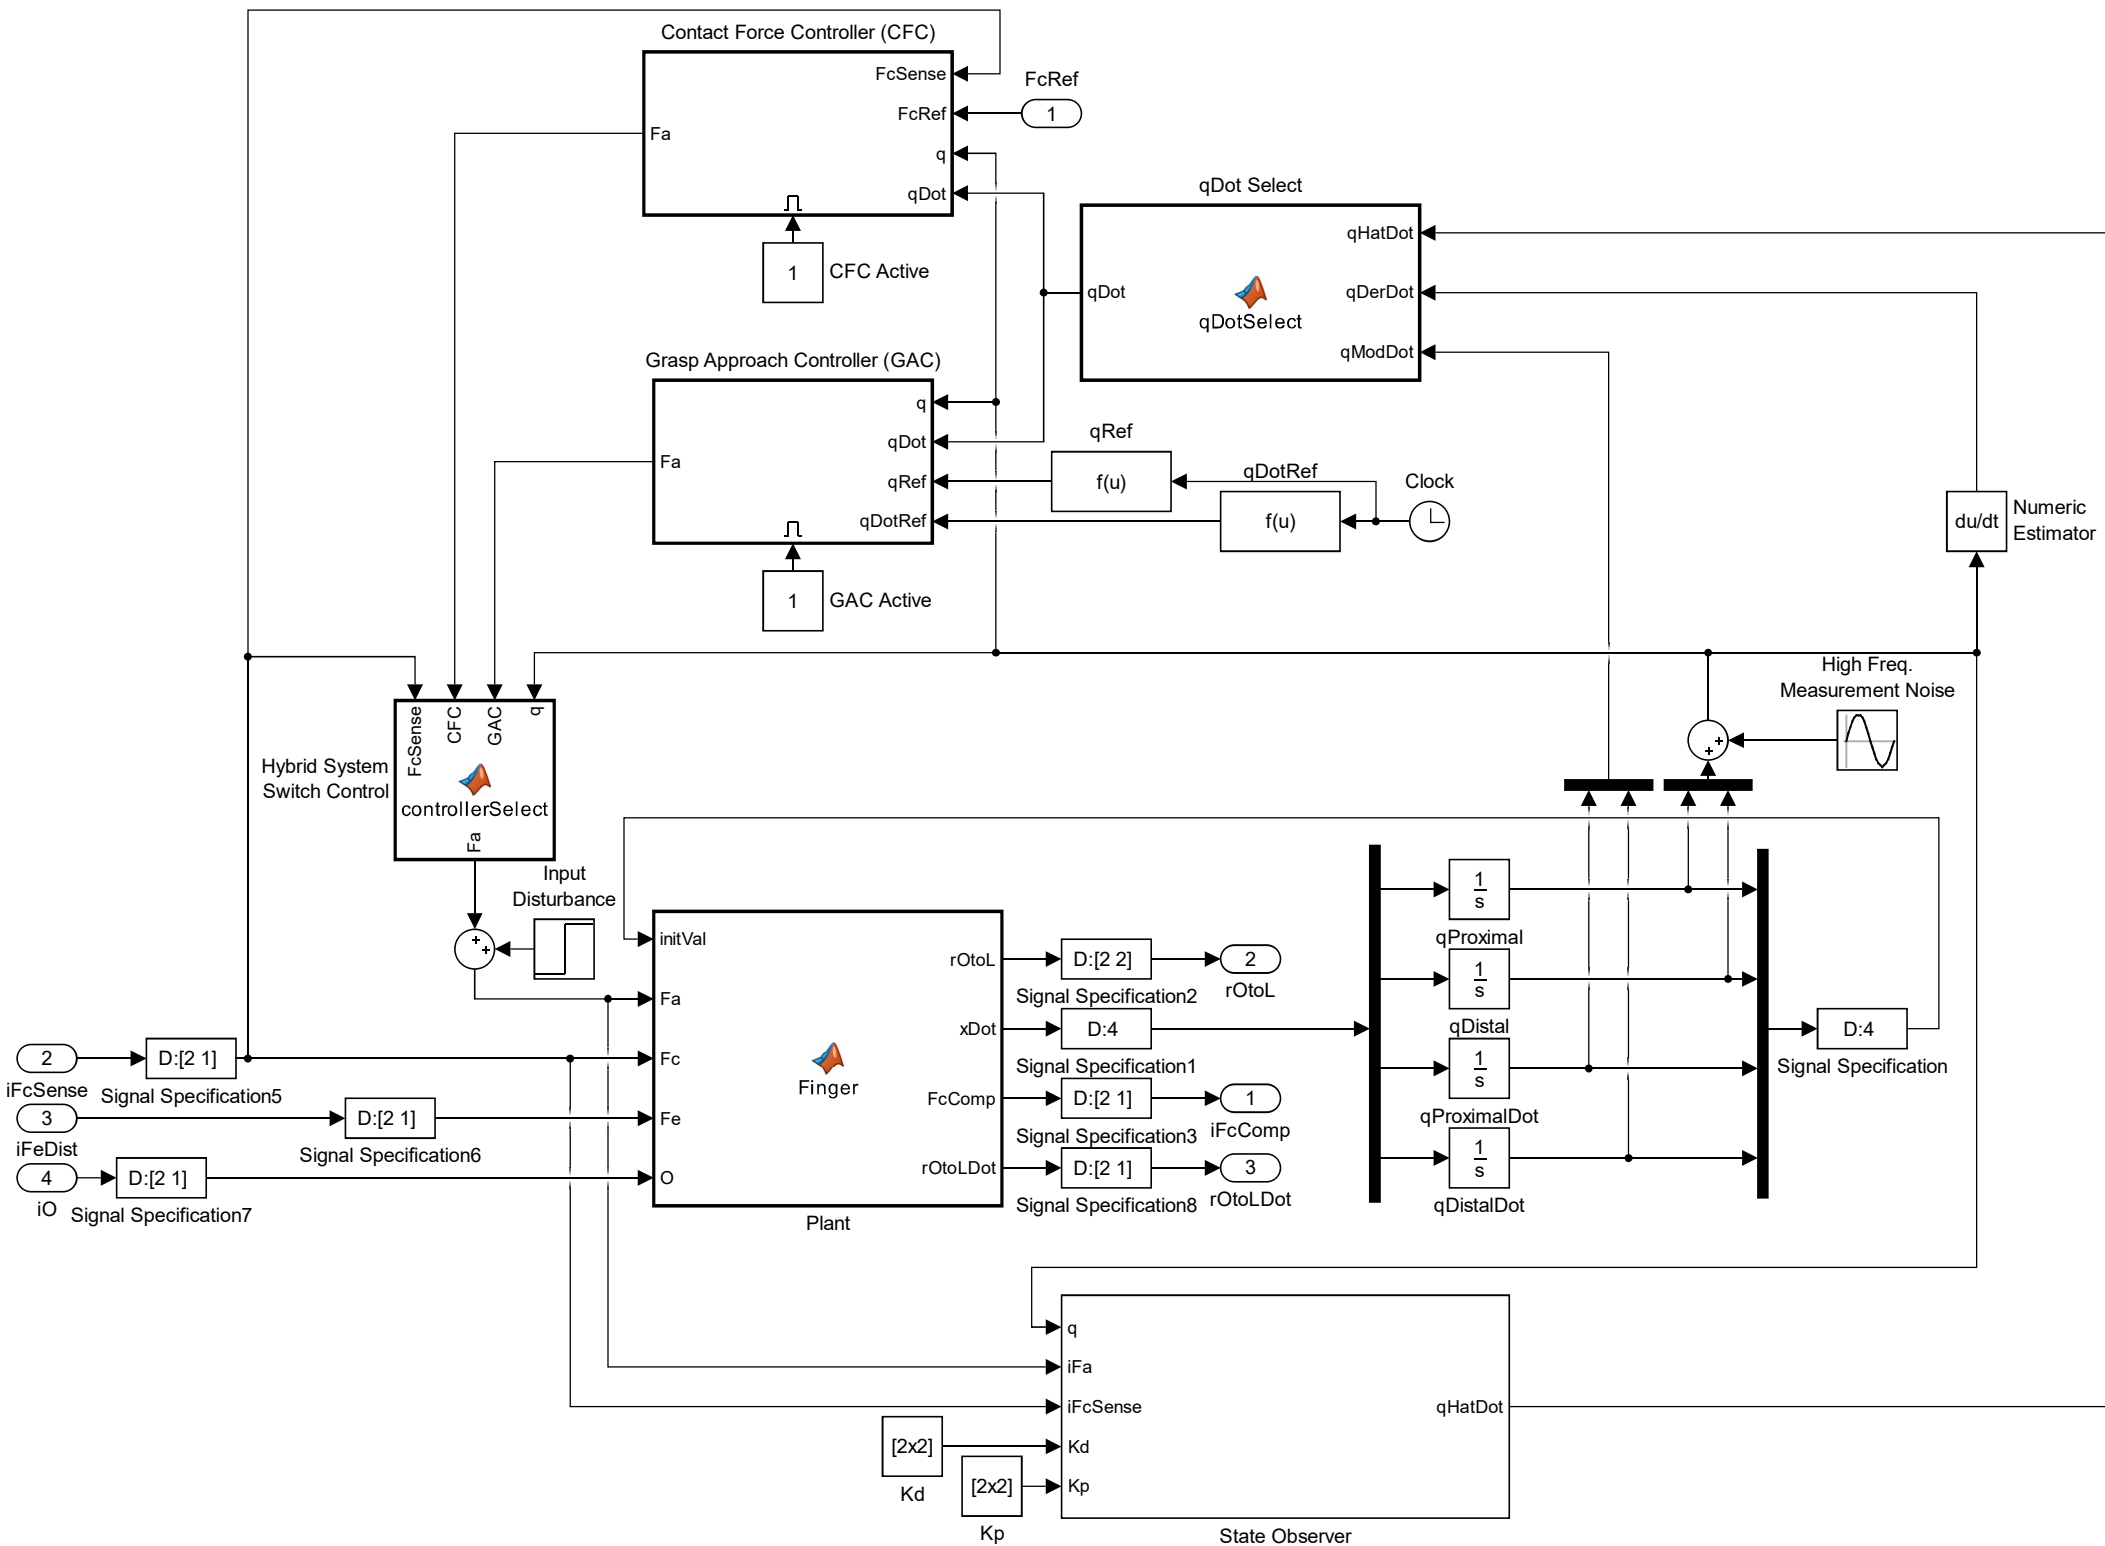 Contact Force Controller (CFC)
FcSense
FcRef
q
qDot
Fa
FcRef
1
1
CFC Active
qDot Select
qHatDot
qDerDot
qModDot
qDot
qDotSelect
Grasp Approach Controller (GAC)
q
qDot
qRef
qDotRef
Fa
1
GAC Active
qRef
f(u)
qDotRef
f(u)
Clock
du/dt
Numeric
Estimator
High Freq.
Measurement Noise
+
+
FcSense
CFC
GAC
q
controllerSelect
Fa
Hybrid System
Switch Control
Input
Disturbance
+
+
initVal
Fa
Fc
Fe
O
Finger
rOtoL
xDot
FcComp
rOtoLDot
Plant
2
iFcSense
D:[2 1]
Signal Specification5
3
iFeDist
D:[2 1]
Signal Specification6
4
iO
D:[2 1]
Signal Specification7
D:[2 2]
Signal Specification2
2
rOtoL
D:4
Signal Specification1
D:[2 1]
Signal Specification3
1
iFcComp
D:[2 1]
Signal Specification8
3
rOtoLDot
1
s
qProximal
1
s
qDistal
1
s
qProximalDot
1
s
qDistalDot
D:4
Signal Specification
q
iFa
iFcSense
Kd
Kp
qHatDot
State Observer
[2x2]
Kd
[2x2]
Kp